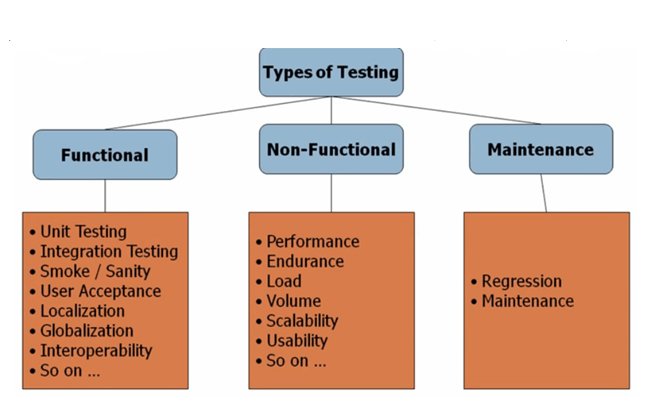 Types of Testing
Functional
Non-Functional
Maintenance
• Unit Testing
• Integration Testing
• Smoke / Sanity
• User Acceptance
• Localization
• Globalization
• Interoperability
• So on ...
• Performance
• Endurance
• Load
• Volume
• Scalability
• Usability
• So on ...
• Regression
• Maintenance